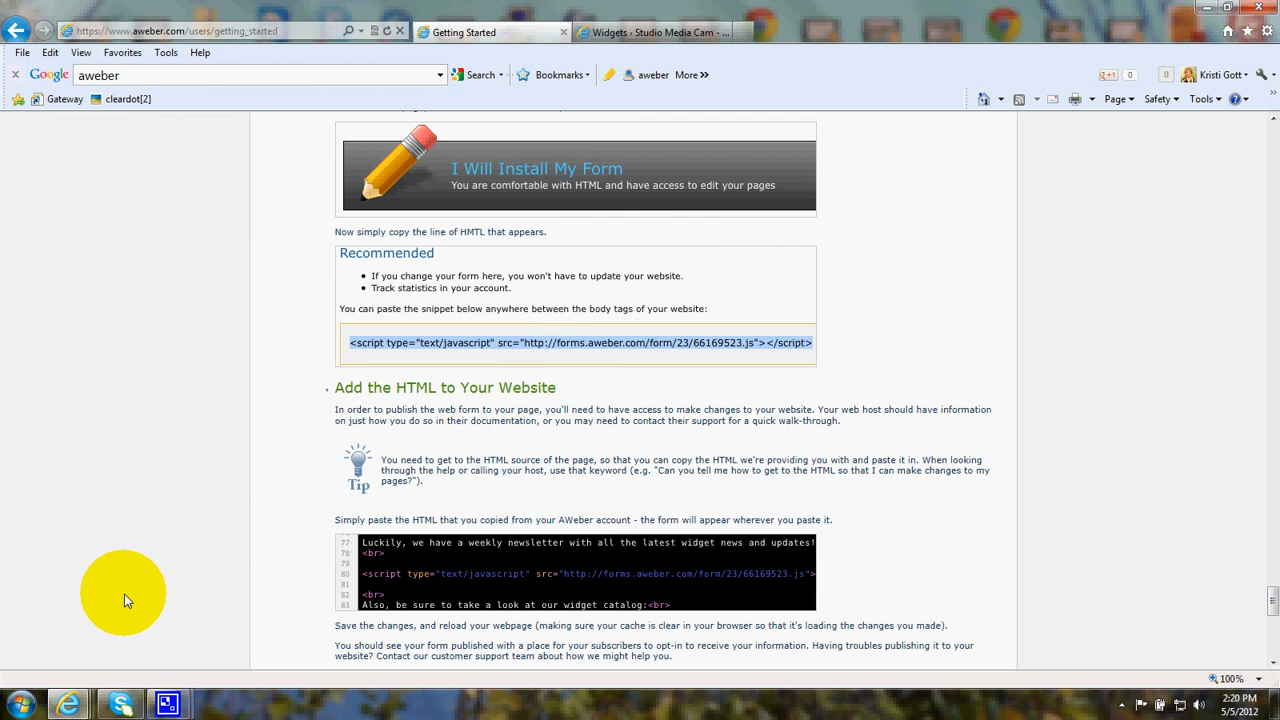 https://www.aweber.com/users/getting_started
Getting Started
Widgets ‹ Studio Media Cam - ...
File Edit View Favorites Tools Help
Google aweber Search Bookmarks aweber More »
+1 0 0 Kristi Gott
Gateway cleardot[2]
Page Safety Tools
I Will Install My Form
You are comfortable with HTML and have access to edit your pages
Now simply copy the line of HMTL that appears.
Recommended
• If you change your form here, you won't have to update your website.
• Track statistics in your account.
You can paste the snippet below anywhere between the body tags of your website:
<script type="text/javascript" src="http://forms.aweber.com/form/23/66169523.js"></script>
Add the HTML to Your Website
In order to publish the web form to your page, you'll need to have access to make changes to your website. Your web host should have information
on just how you do so in their documentation, or you may need to contact their support for a quick walk-through.
Tip
You need to get to the HTML source of the page, so that you can copy the HTML we're providing you with and paste it in. When looking
through the help or calling your host, use that keyword (e.g. "Can you tell me how to get to the HTML so that I can make changes to my
pages?").
Simply paste the HTML that you copied from your AWeber account - the form will appear wherever you paste it.
77 Luckily, we have a weekly newsletter with all the latest widget news and updates!
78 <br>
79
80 <script type="text/javascript" src="http://forms.aweber.com/form/23/66169523.js">
81
82 <br>
83 Also, be sure to take a look at our widget catalog:<br>
Save the changes, and reload your webpage (making sure your cache is clear in your browser so that it's loading the changes you made).
You should see your form published with a place for your subscribers to opt-in to receive your information. Having troubles publishing it to your
website? Contact our customer support team about how we might help you.
100%
2:20 PM
5/5/2012